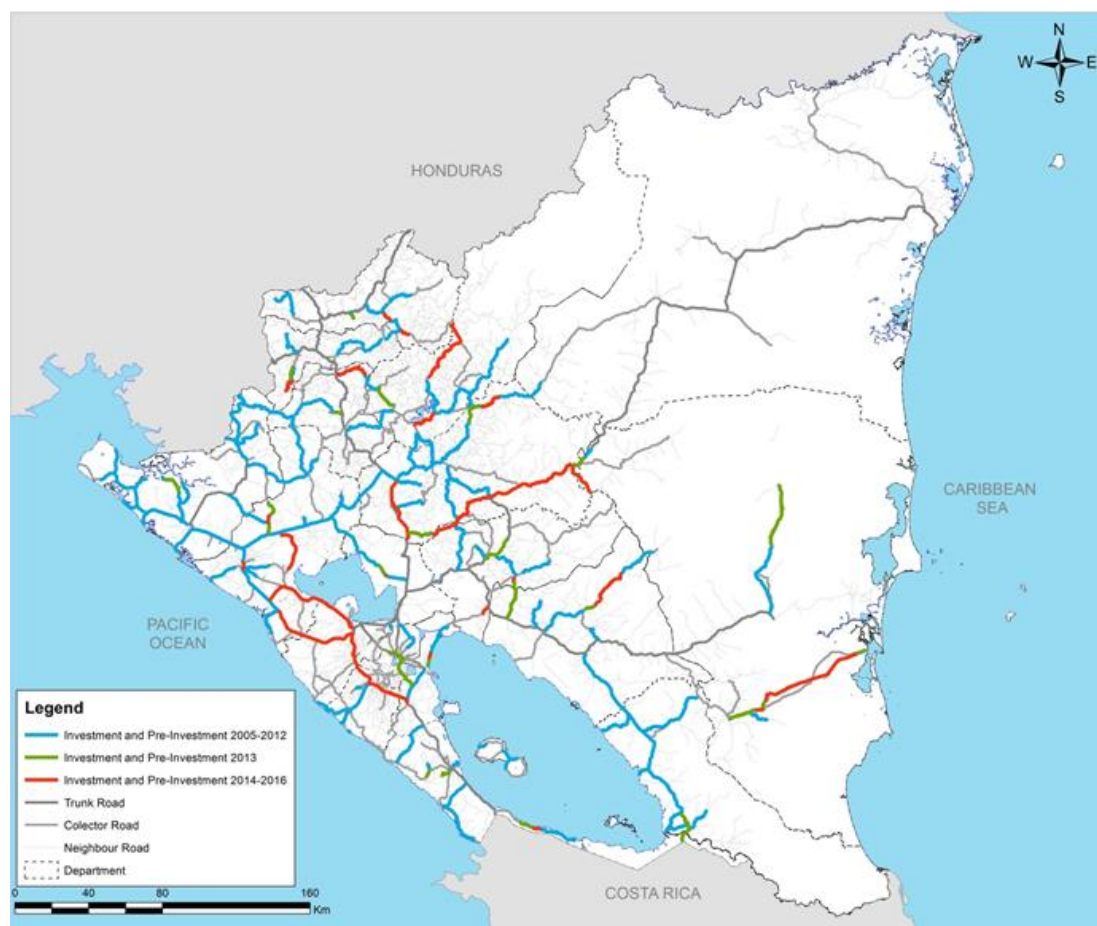 N
W E
S
HONDURAS
CARIBBEAN
SEA
PACIFIC
OCEAN
COSTA RICA
Legend
Investment and Pre-Investment 2005-2012
Investment and Pre-Investment 2013
Investment and Pre-Investment 2014-2016
Trunk Road
Colector Road
Neighbour Road
Department
0 40 80 160
Km